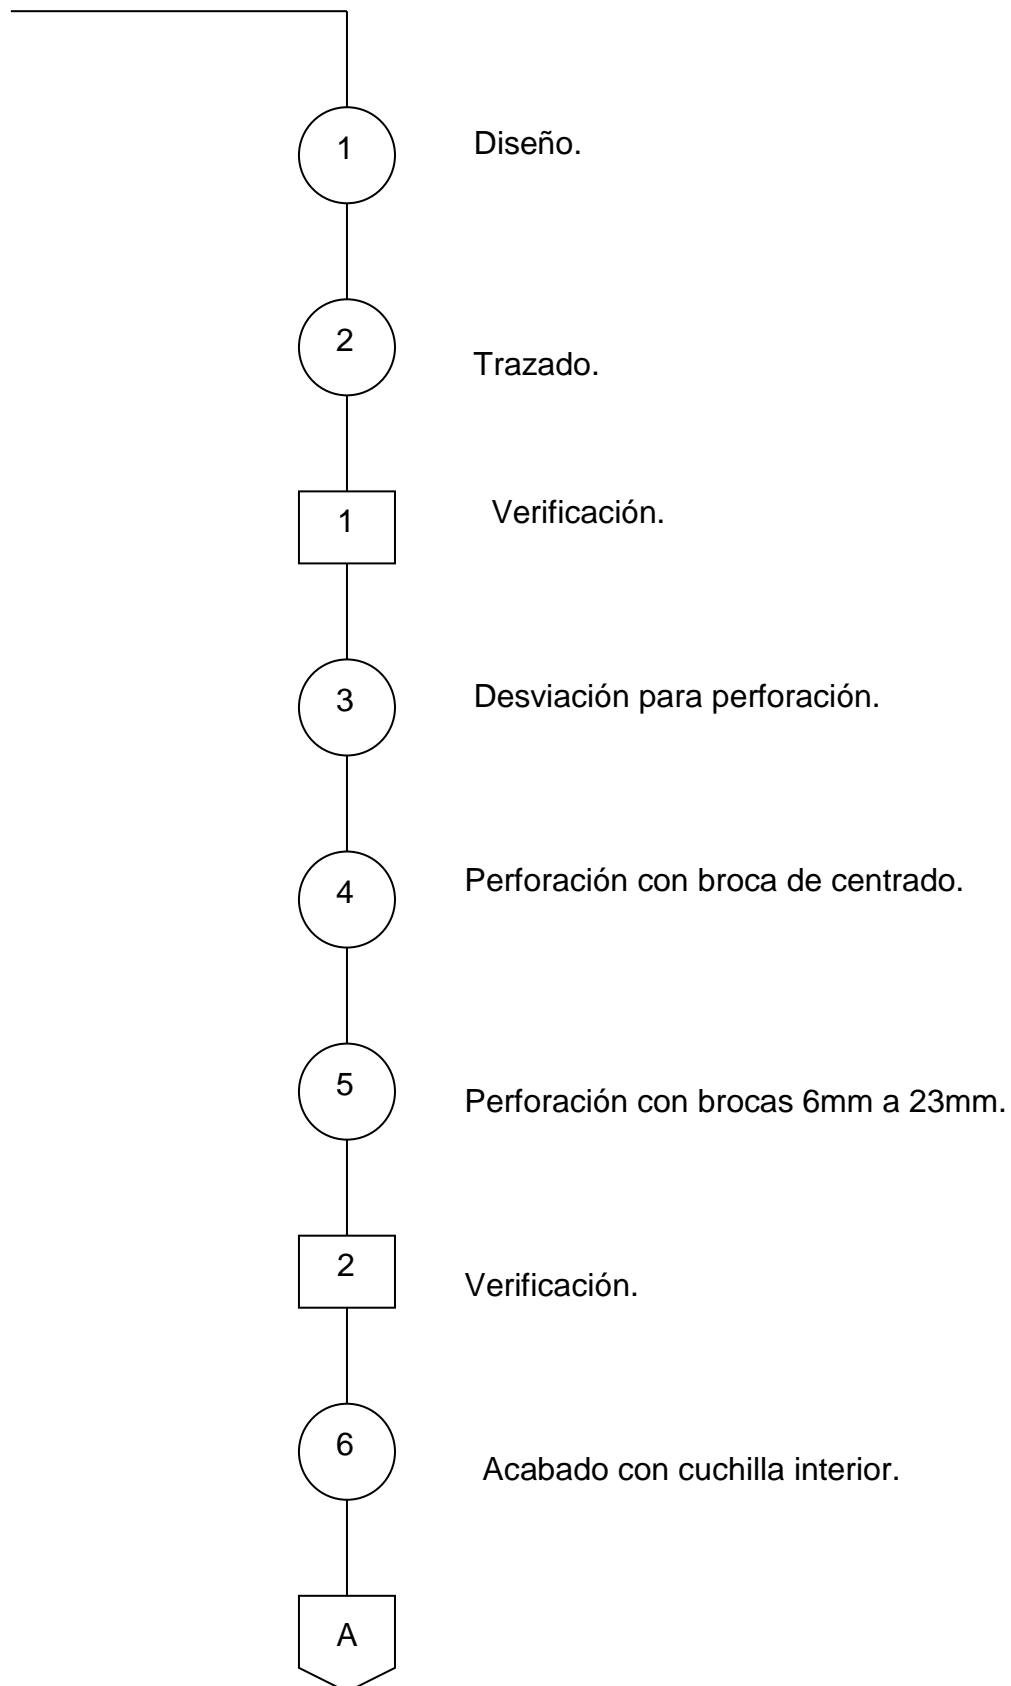 1
Diseño.
2
Trazado.
1
Verificación.
3
Desviación para perforación.
4
Perforación con broca de centrado.
5
Perforación con brocas 6mm a 23mm.
2
Verificación.
6
Acabado con cuchilla interior.
A